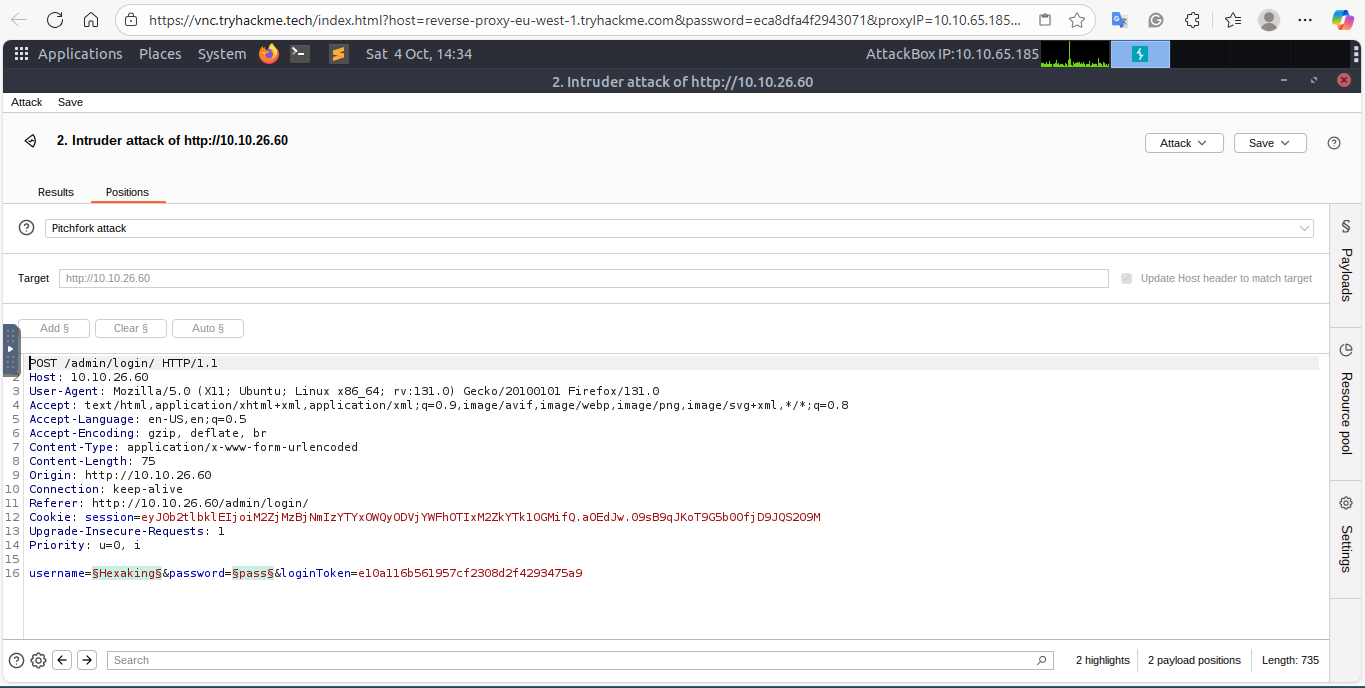 https://vnc.tryhackme.tech/index.html?host=reverse-proxy-eu-west-1.tryhackme.com&password=eca8dfa4f2943071&proxyIP=10.10.65.185...
Applications Places System Sat 4 Oct, 14:34 AttackBox IP:10.10.65.185
2. Intruder attack of http://10.10.26.60
Attack Save
2. Intruder attack of http://10.10.26.60 Attack Save
Results Positions
Pitchfork attack
Target http://10.10.26.60 Update Host header to match target
Add § Clear § Auto §
POST /admin/login/ HTTP/1.1
2 Host: 10.10.26.60
3 User-Agent: Mozilla/5.0 (X11; Ubuntu; Linux x86_64; rv:131.0) Gecko/20100101 Firefox/131.0
4 Accept: text/html,application/xhtml+xml,application/xml;q=0.9,image/avif,image/webp,image/png,image/svg+xml,*/*;q=0.8
5 Accept-Language: en-US,en;q=0.5
6 Accept-Encoding: gzip, deflate, br
7 Content-Type: application/x-www-form-urlencoded
8 Content-Length: 75
9 Origin: http://10.10.26.60
10 Connection: keep-alive
11 Referer: http://10.10.26.60/admin/login/
12 Cookie: session=
13 Upgrade-Insecure-Requests: 1
14 Priority: u=0, i
15
16 username=§Hexaking§&password=§pass§&loginToken=e10a116b561957cf2308d2f4293475a9
Search 2 highlights 2 payload positions Length: 735
§ Payloads
Resource pool
Settings